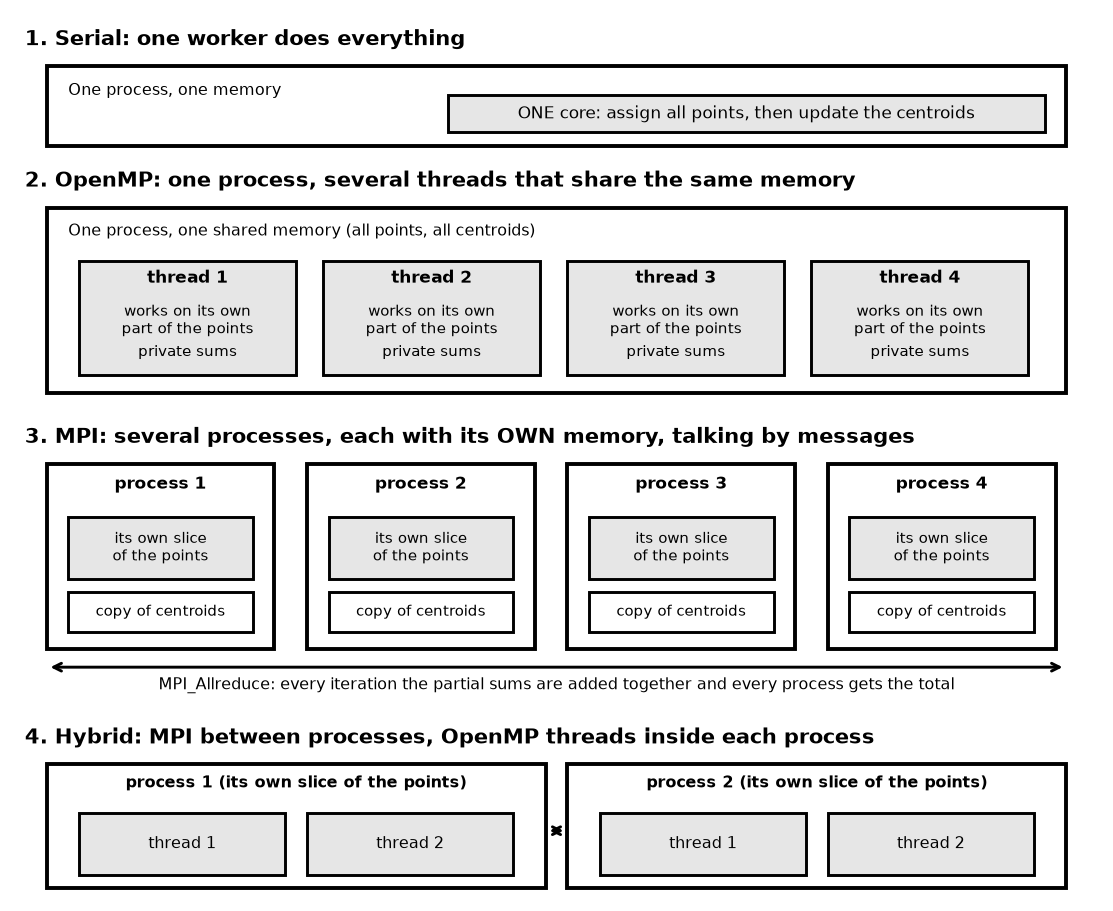 1. Serial: one worker does everything
One process, one memory
ONE core: assign all points, then update the centroids
2. OpenMP: one process, several threads that share the same memory
One process, one shared memory (all points, all centroids)
thread 1
works on its own
part of the points
private sums
thread 2
works on its own
part of the points
private sums
thread 3
works on its own
part of the points
private sums
thread 4
works on its own
part of the points
private sums
3. MPI: several processes, each with its OWN memory, talking by messages
process 1
its own slice
of the points
copy of centroids
process 2
its own slice
of the points
copy of centroids
process 3
its own slice
of the points
copy of centroids
process 4
its own slice
of the points
copy of centroids
MPI_Allreduce: every iteration the partial sums are added together and every process gets the total
4. Hybrid: MPI between processes, OpenMP threads inside each process
process 1 (its own slice of the points)
thread 1
thread 2
process 2 (its own slice of the points)
thread 1
thread 2